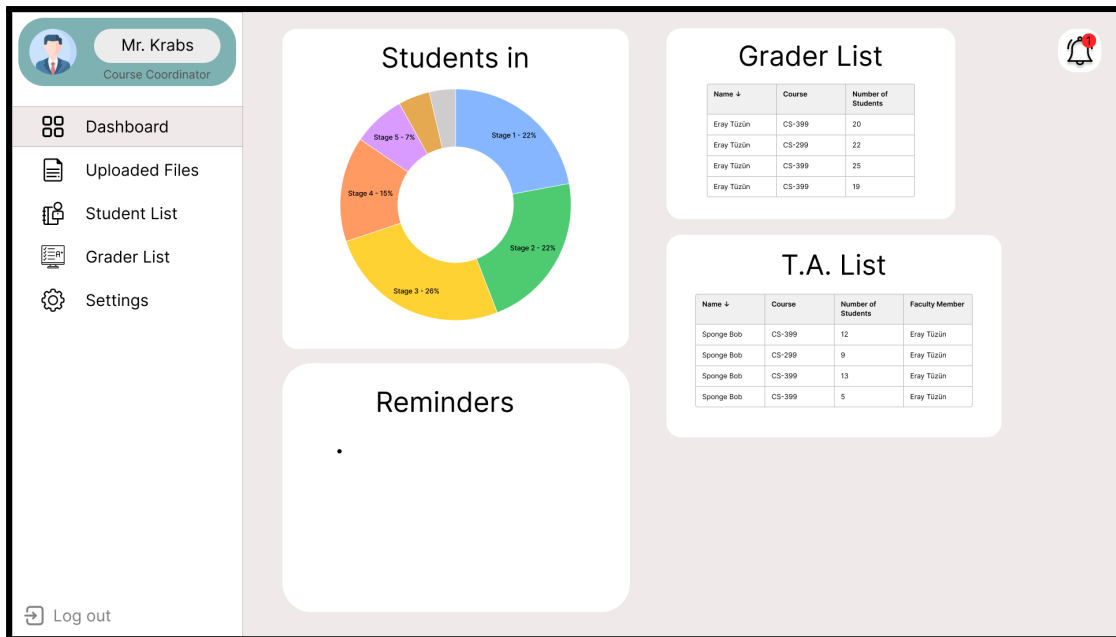 Mr. Krabs
Course Coordinator
Dashboard
Uploaded Files
Student List
Grader List
Settings
Log out
Students in
Stage 1 - 22%
Stage 2 - 22%
Stage 3 - 26%
Stage 4 - 15%
Stage 5 - 7%
Reminders
•
Grader List
Name ↓ Course Number of Students
Eray Tüzün CS-399 20
Eray Tüzün CS-299 22
Eray Tüzün CS-399 25
Eray Tüzün CS-399 19
T.A. List
Name ↓ Course Number of Students Faculty Member
Sponge Bob CS-399 12 Eray Tüzün
Sponge Bob CS-299 9 Eray Tüzün
Sponge Bob CS-399 13 Eray Tüzün
Sponge Bob CS-399 5 Eray Tüzün
1